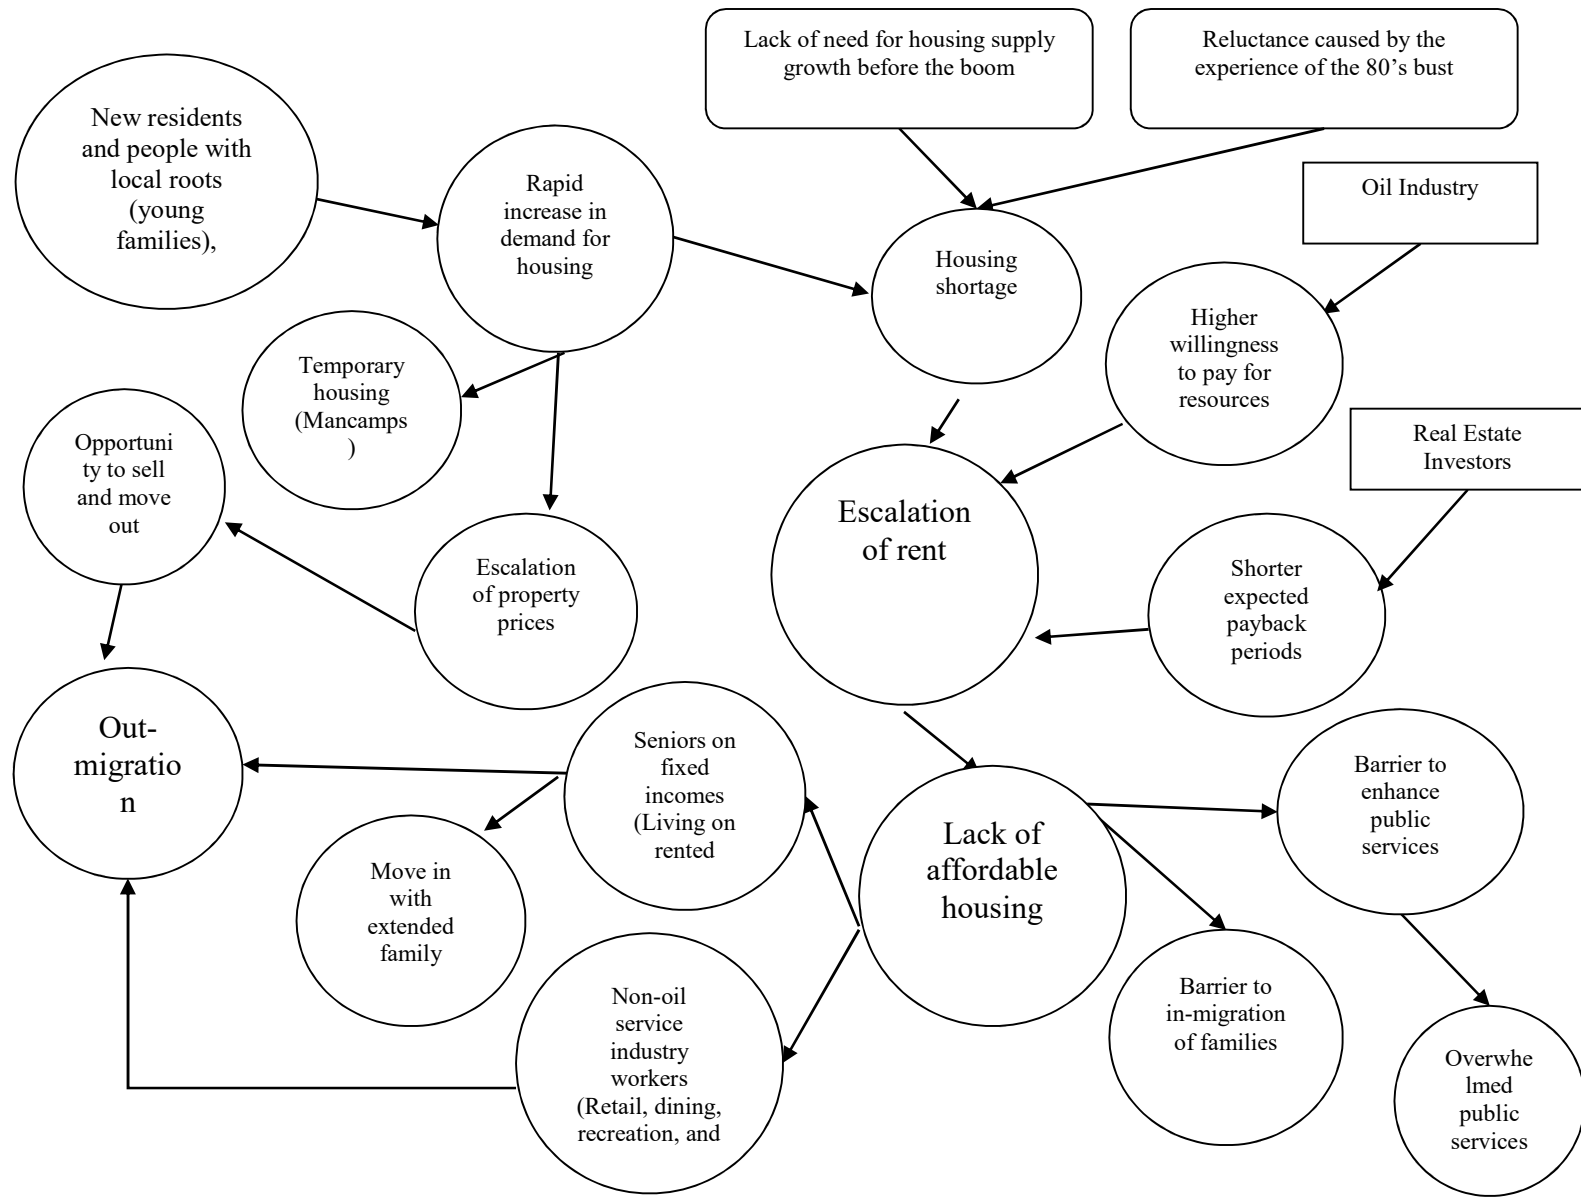 Lack of need for housing supply
growth before the boom
Reluctance caused by the
experience of the 80’s bust
New residents
and people with
local roots
(young
families),
Rapid
increase in
demand for
housing
Oil Industry
Housing
shortage
Higher
willingness
to pay for
resources
Temporary
housing
(Mancamps
)
Opportuni
ty to sell
and move
out
Real Estate
Investors
Escalation
of rent
Escalation
of property
prices
Shorter
expected
payback
periods
Out-
migratio
n
Seniors on
fixed
incomes
(Living on
rented
Barrier to
enhance
public
services
Lack of
affordable
housing
Move in
with
extended
family
Non-oil
service
industry
workers
(Retail, dining,
recreation, and
Barrier to
in-migration
of families
Overwhe
lmed
public
services